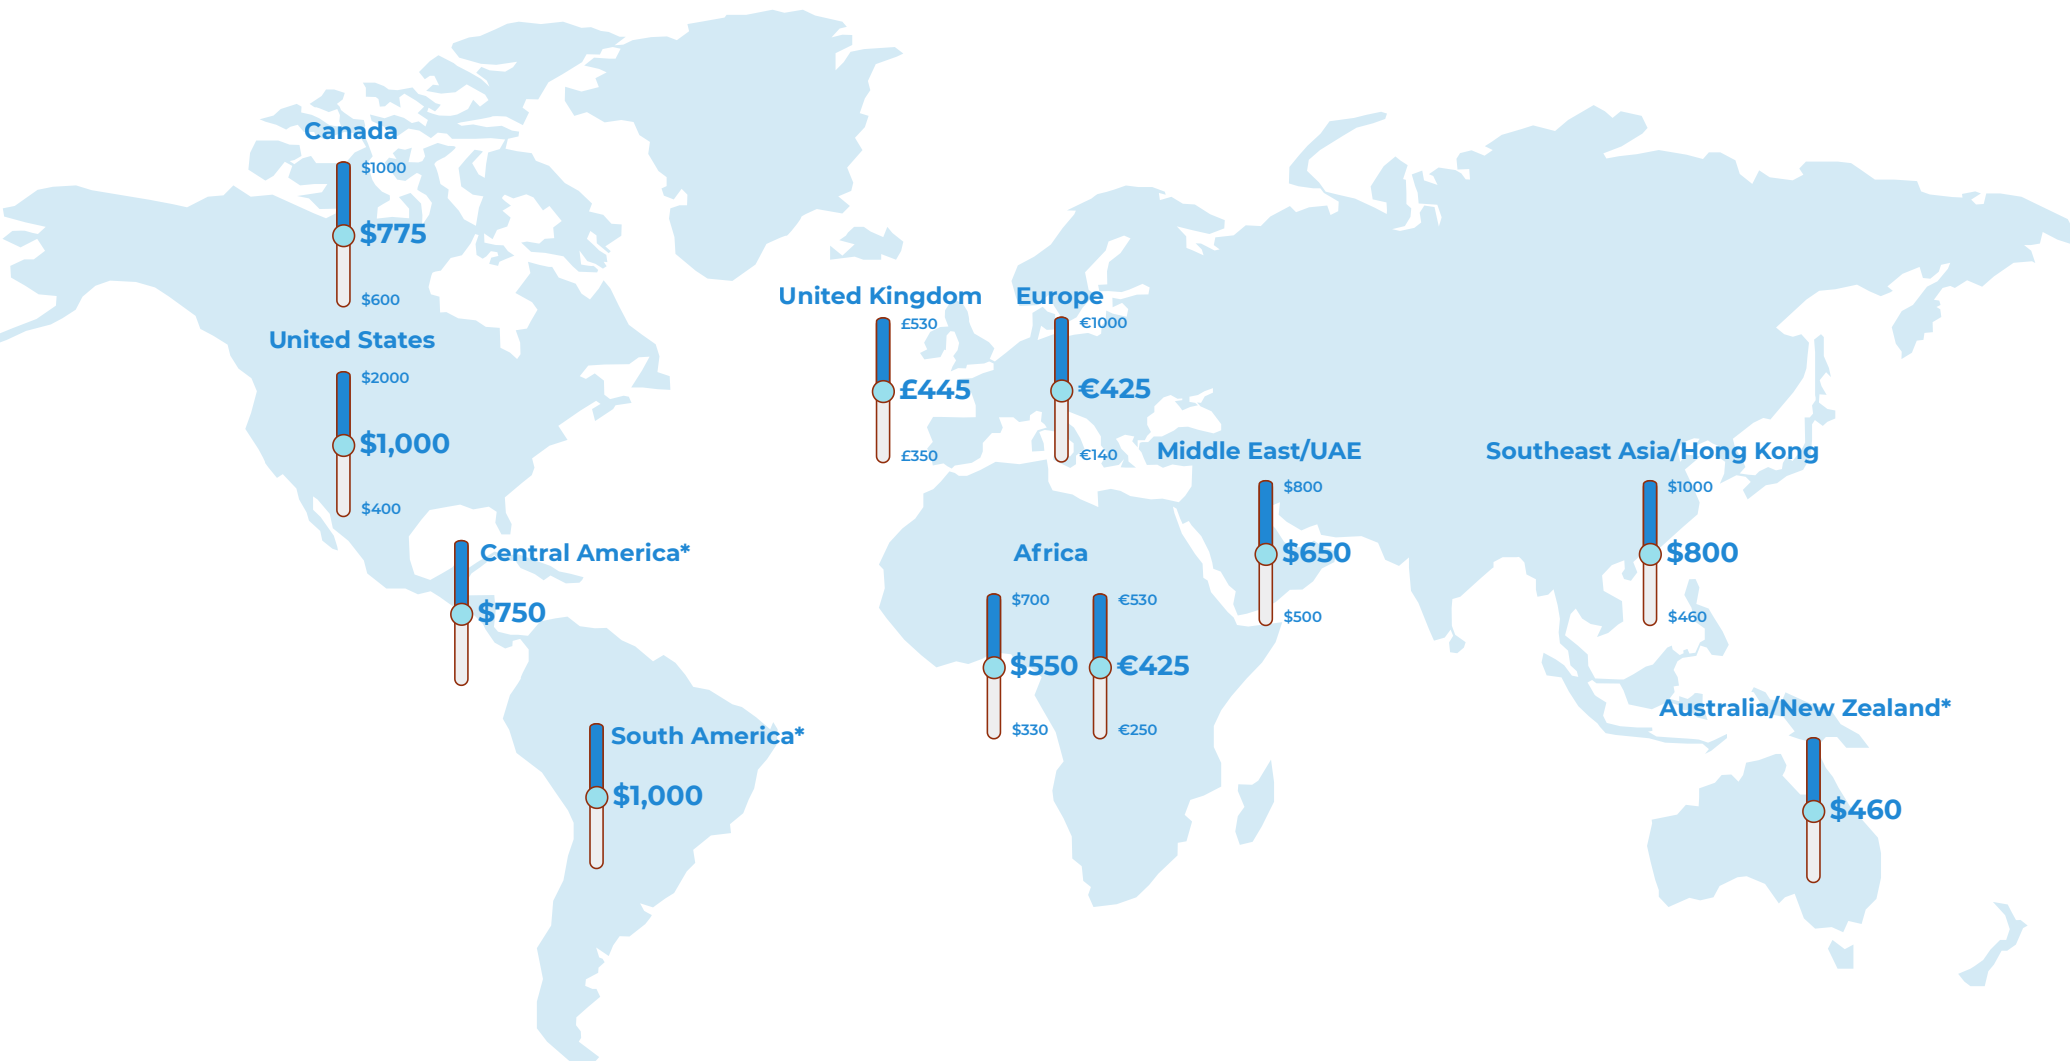 Canada
$1000
$775
$600
United States
$2000
$1,000
$400
Central America*
$750
South America*
$1,000
United Kingdom
£530
£445
£350
Europe
€1000
€425
€140
Africa
$700
$550
$330
€530
€425
€250
Middle East/UAE
$800
$650
$500
Southeast Asia/Hong Kong
$1000
$800
$460
Australia/New Zealand*
$460